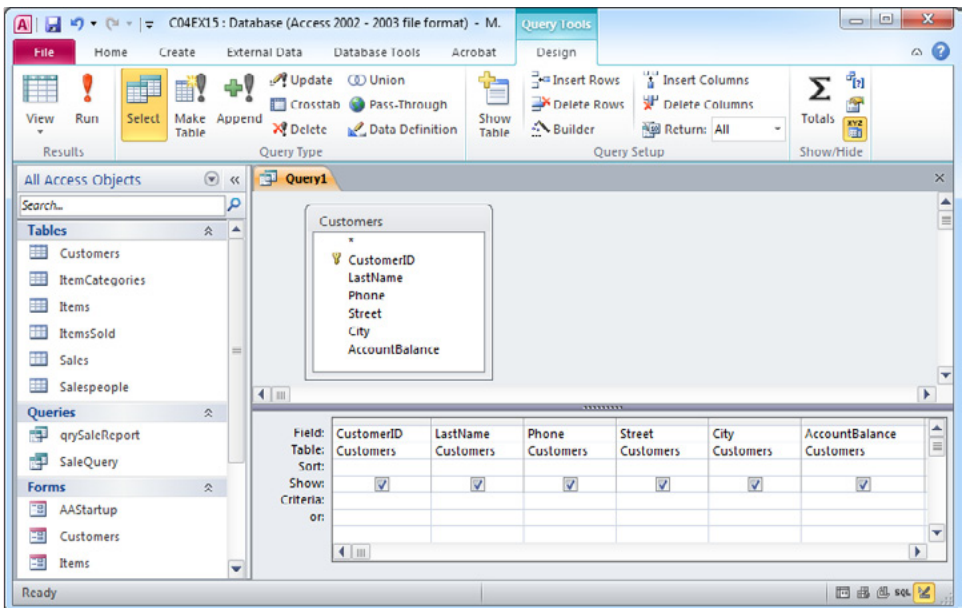 C04EX15 : Database (Access 2002 - 2003 file format) - M.
Query Tools
File Home Create External Data Database Tools Acrobat Design
View Run Select Make Table Append
Update Union
Crosstab Pass-Through
Delete Data Definition
Show Table
Insert Rows Insert Columns
Delete Rows Delete Columns
Builder Return: All
Totals
Results Query Type Query Setup Show/Hide
All Access Objects
Query1
Search...
Tables
Customers
ItemCategories
Items
ItemsSold
Sales
Salespeople
Queries
qrySaleReport
SaleQuery
Forms
AAStartup
Customers
Items
Customers
*
CustomerID
LastName
Phone
Street
City
AccountBalance
Field: CustomerID LastName Phone Street City AccountBalance
Table: Customers Customers Customers Customers Customers Customers
Sort:
Show:
Criteria:
or:
Ready
SQL